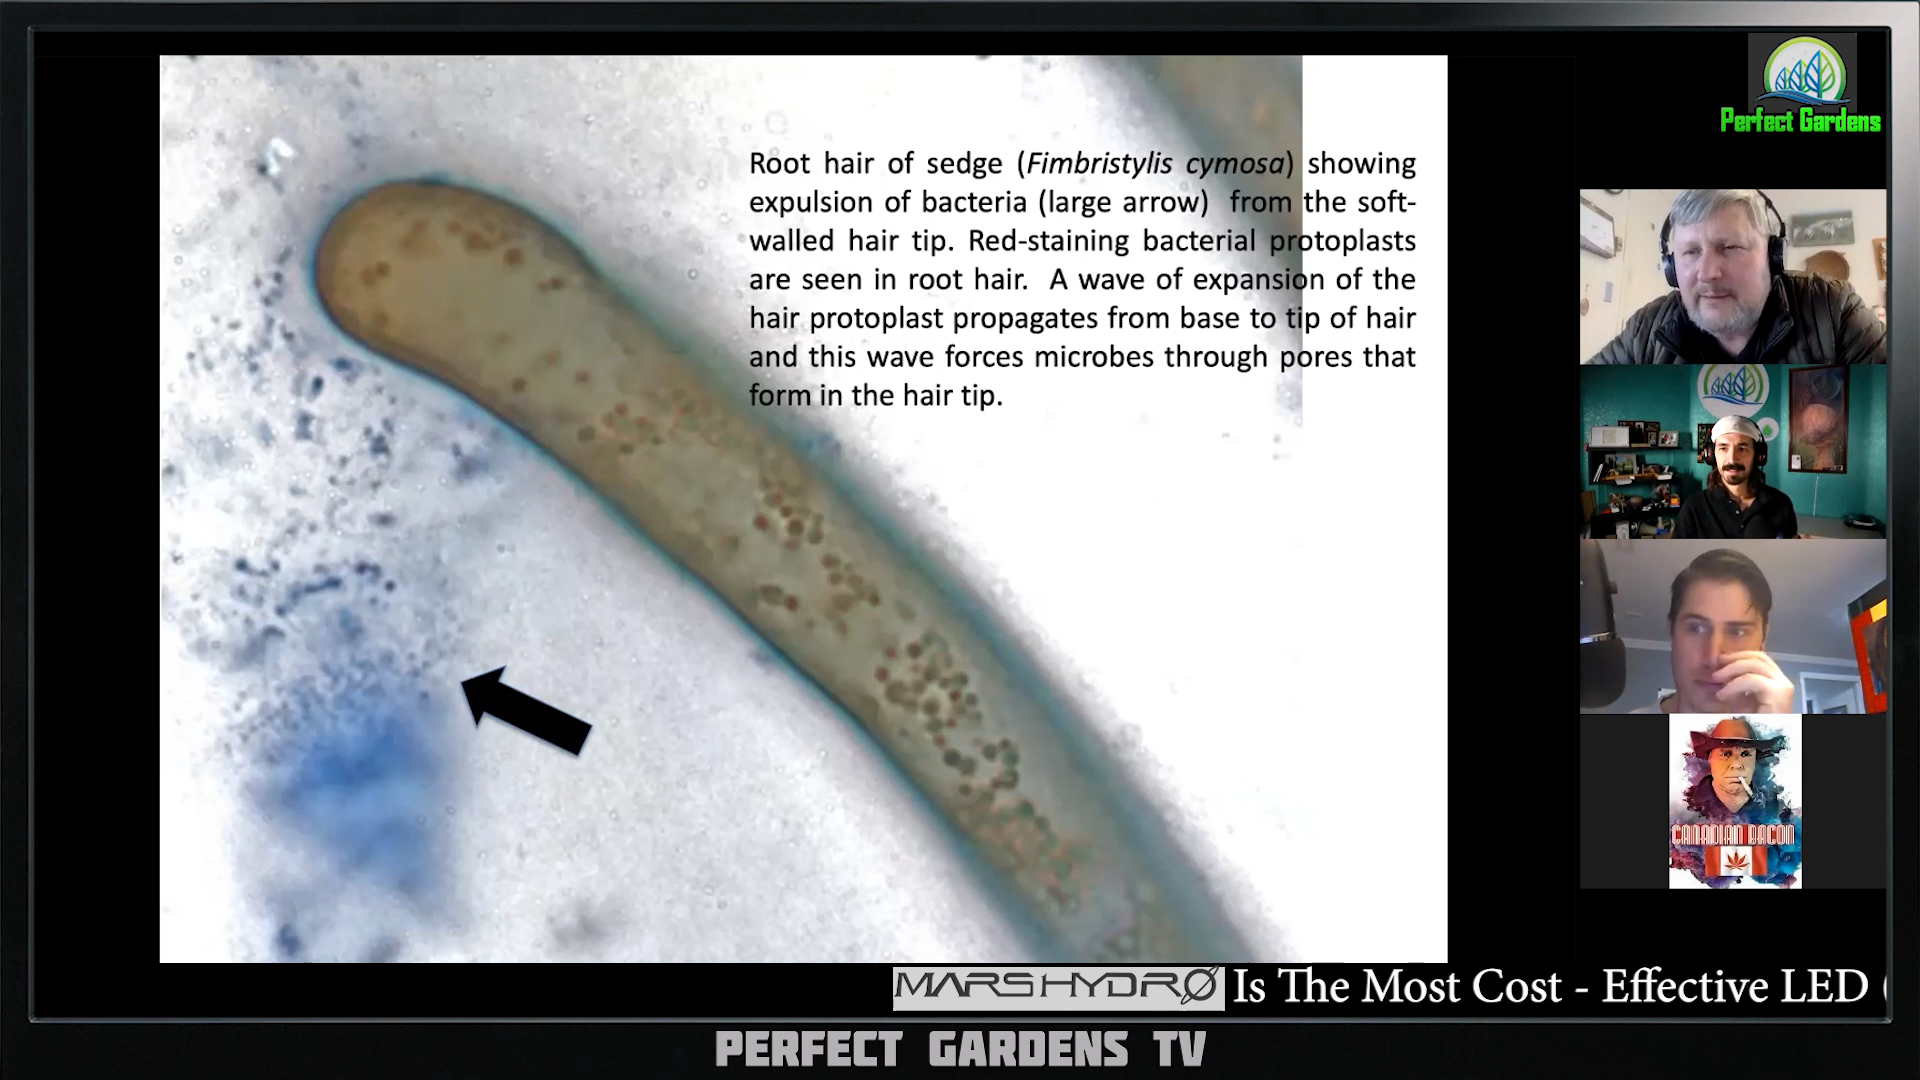 Perfect Gardens
Root hair of sedge (Fimbristylis cymosa) showing
expulsion of bacteria (large arrow) from the soft-
walled hair tip. Red-staining bacterial protoplasts
are seen in root hair. A wave of expansion of the
hair protoplast propagates from base to tip of hair
and this wave forces microbes through pores that
form in the hair tip.
CANADIAN BACON
MARS HYDRO Is The Most Cost - Effective LED (
PERFECT GARDENS TV